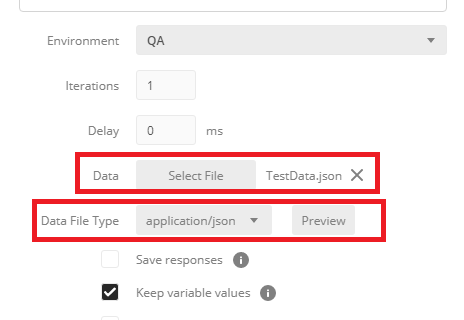 Environment QA
Iterations 1
Delay 0 ms
Data Select File TestData.json
Data File Type application/json Preview
Save responses
Keep variable values